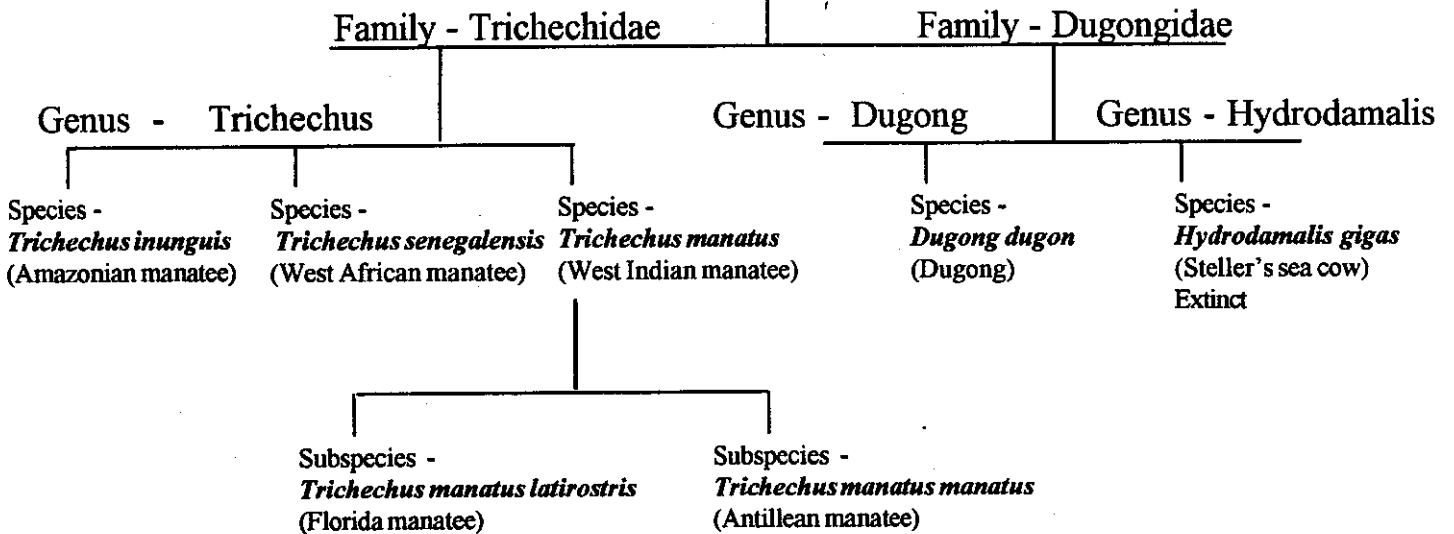 Family - Trichechidae
Family - Dugongidae
Genus - Trichechus
Genus - Dugong
Genus - Hydrodamalis
Species -
Trichechus inunguis
(Amazonian manatee)
Species -
Trichechus senegalensis
(West African manatee)
Species -
Trichechus manatus
(West Indian manatee)
Species -
Dugong dugon
(Dugong)
Species -
Hydrodamalis gigas
(Steller's sea cow)
Extinct
Subspecies -
Trichechus manatus latirostris
(Florida manatee)
Subspecies -
Trichechus manatus manatus
(Antillean manatee)